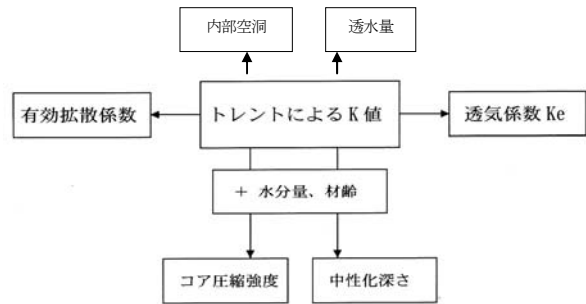 内部空洞
透水量
有効拡散係数
トレントによるK値
透気係数 Ke
+ 水分量、材齢
コア圧縮強度
中性化深さ